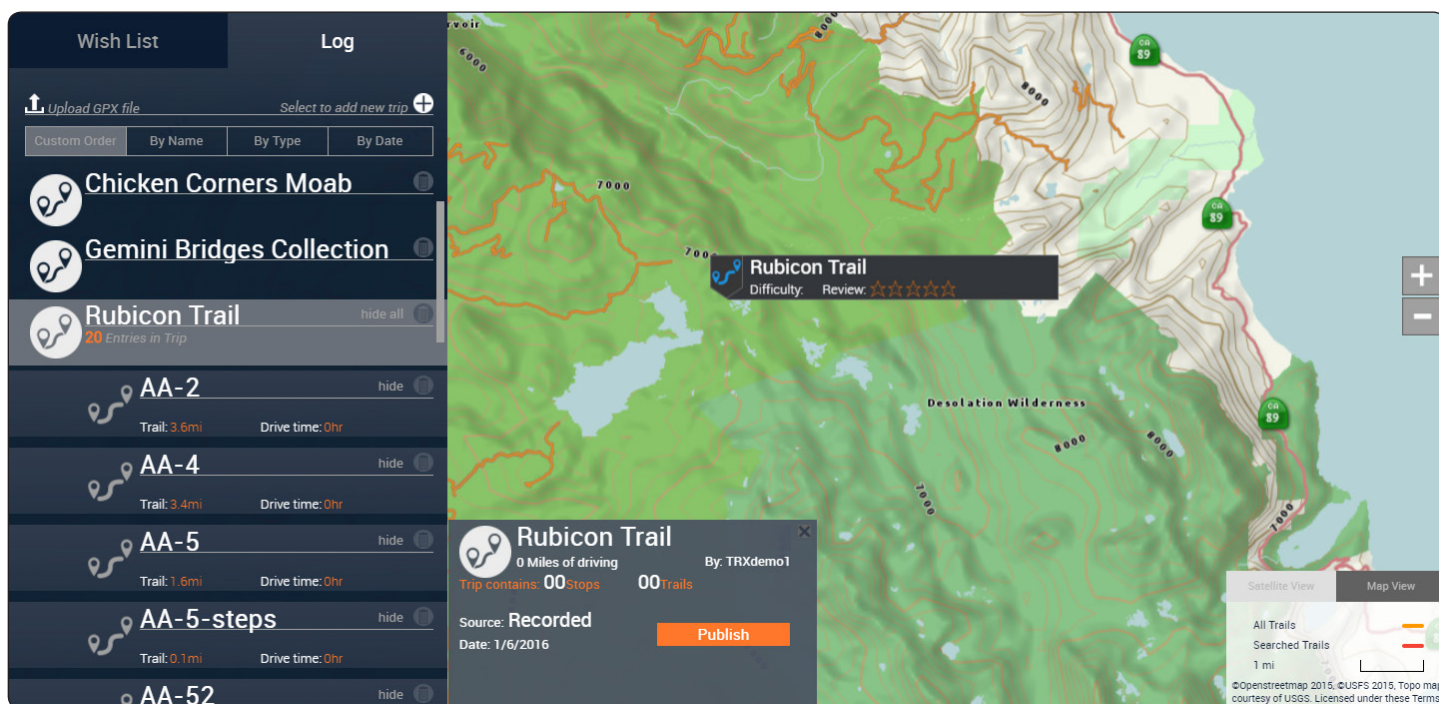 Wish List
Log
Upload GPX file
Select to add new trip
Custom Order
By Name
By Type
By Date
Chicken Corners Moab
Gemini Bridges Collection
Rubicon Trail
hide all
20 Entries in Trip
AA-2
hide
Trail: 3.6mi
Drive time: 0hr
AA-4
hide
Trail: 3.4mi
Drive time: 0hr
AA-5
hide
Trail: 1.6mi
Drive time: 0hr
AA-5-steps
hide
Trail: 0.1mi
Drive time: 0hr
AA-52
hide
rvoir
6000
8000
8000
CA
89
7000
CA
89
Rubicon Trail
Difficulty:
Review:
Desolation Wilderness
CA
89
8000
8000
7000
7000
Rubicon Trail
0 Miles of driving
By: TRXdemo1
Trip contains: 00Stops
00Trails
Source: Recorded
Date: 1/6/2016
Publish
Satellite View
Map View
All Trails
Searched Trails
1 mi
©Openstreetmap 2015, ©USFS 2015, Topo map
courtesy of USGS. Licensed under these Terms